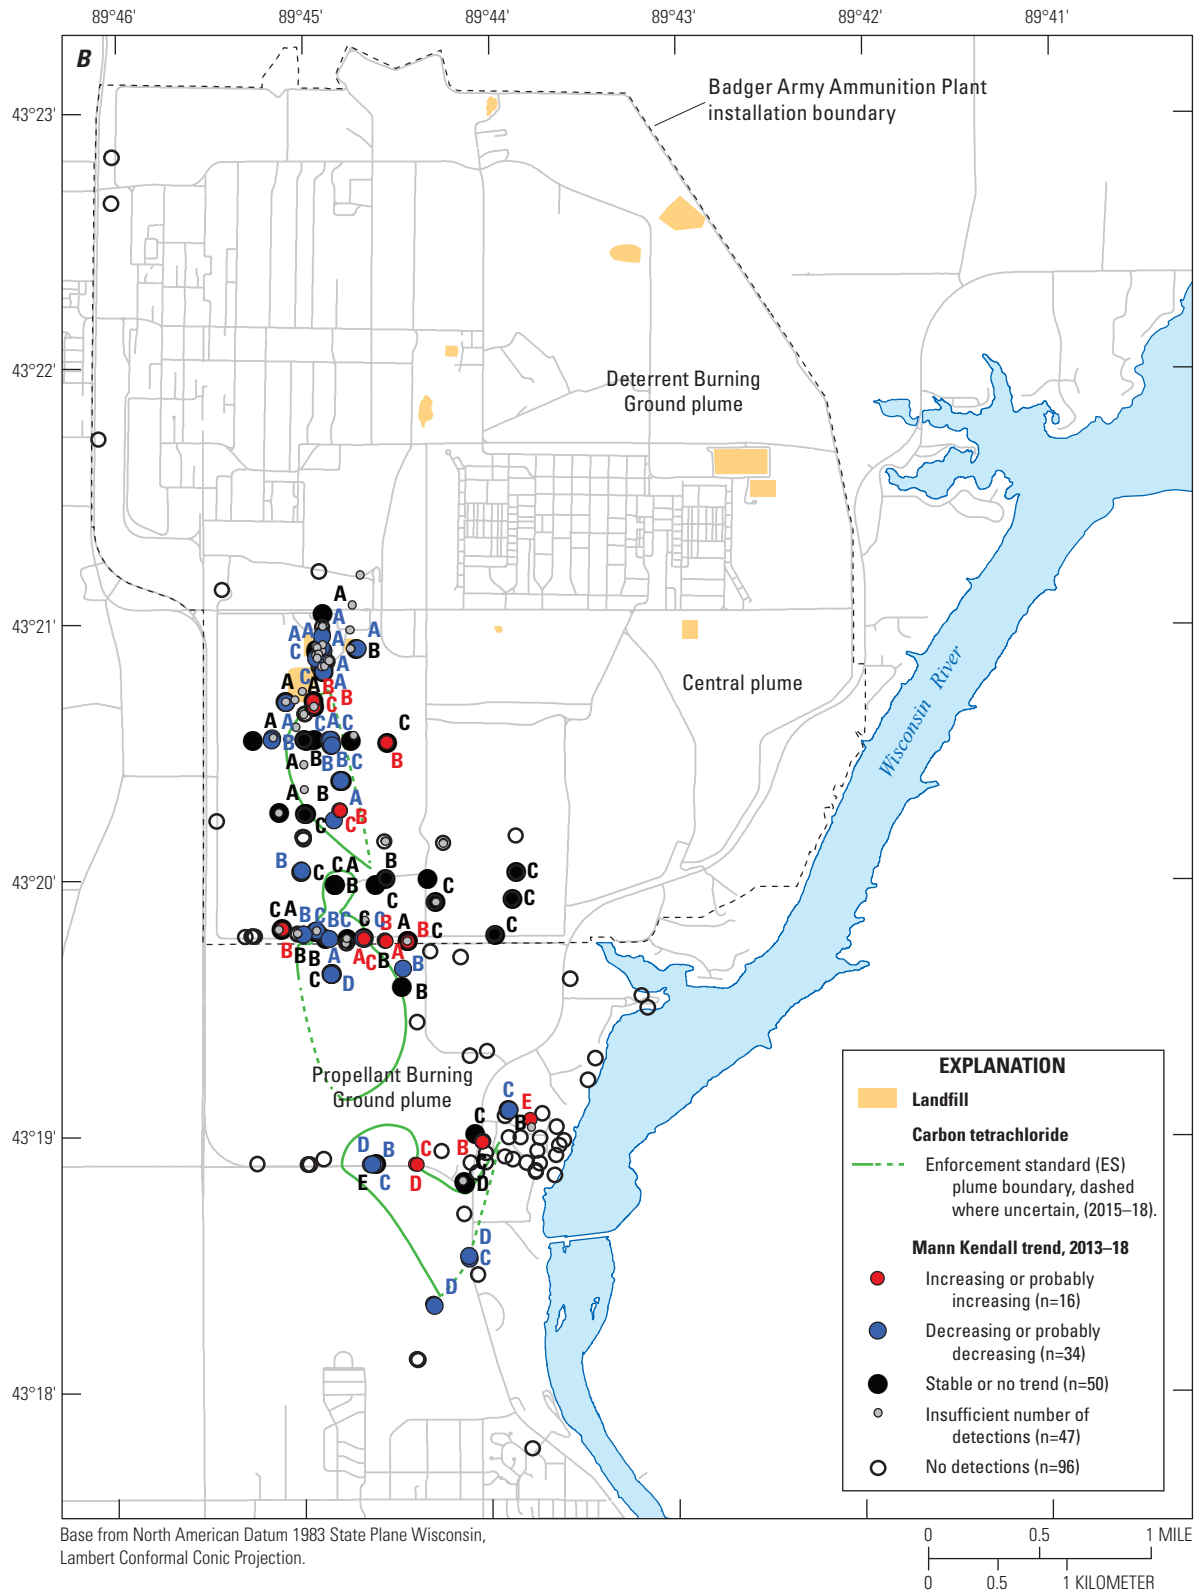 89°46'
89°45'
89°44'
89°43'
89°42'
89°41'
B
43°23'
43°22'
43°21'
43°20'
43°19'
43°18'
Badger Army Ammunition Plant
installation boundary
Deterrent Burning
Ground plume
Central plume
Wisconsin River
A
A
A A
A
A
C
B
A
C
A
A
A
B
B
C
A
A
C A C
C
B
B
B B C
B
A
A
B
A
B
C
C
B
C
C A
B
B
C
C
C
C
C
C A
B C
B C
C
C
B
A
B
C
B
B
B
A
A
C
B
A
B
C
D
B
Propellant Burning
Ground plume
C
E
C
B
D
B
C
B
C
E
C
D
D
D
C
D
EXPLANATION
Landfill
Carbon tetrachloride
Enforcement standard (ES)
plume boundary, dashed
where uncertain, (2015–18).
Mann Kendall trend, 2013–18
Increasing or probably
increasing (n=16)
Decreasing or probably
decreasing (n=34)
Stable or no trend (n=50)
Insufficient number of
detections (n=47)
No detections (n=96)
Base from North American Datum 1983 State Plane Wisconsin,
Lambert Conformal Conic Projection.
0 0.5 1 MILE
0 0.5 1 KILOMETER